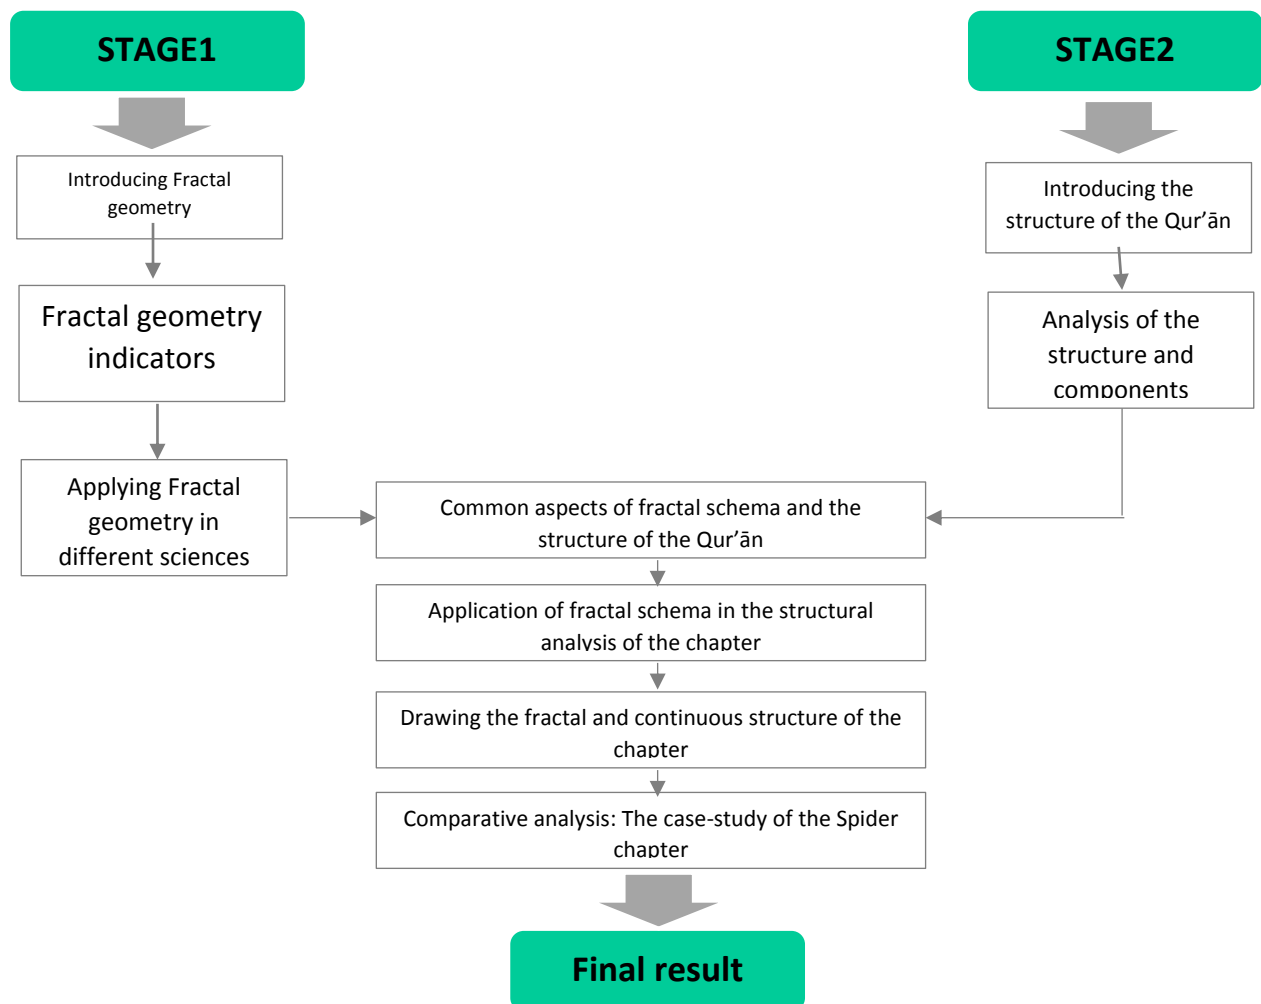 STAGE1
Introducing Fractal
geometry
Fractal geometry
indicators
Applying Fractal
geometry in
different sciences
STAGE2
Introducing the
structure of the Qur’ān
Analysis of the
structure and
components
Common aspects of fractal schema and the
structure of the Qur’ān
Application of fractal schema in the structural
analysis of the chapter
Drawing the fractal and continuous structure of the
chapter
Comparative analysis: The case-study of the Spider
chapter
Final result